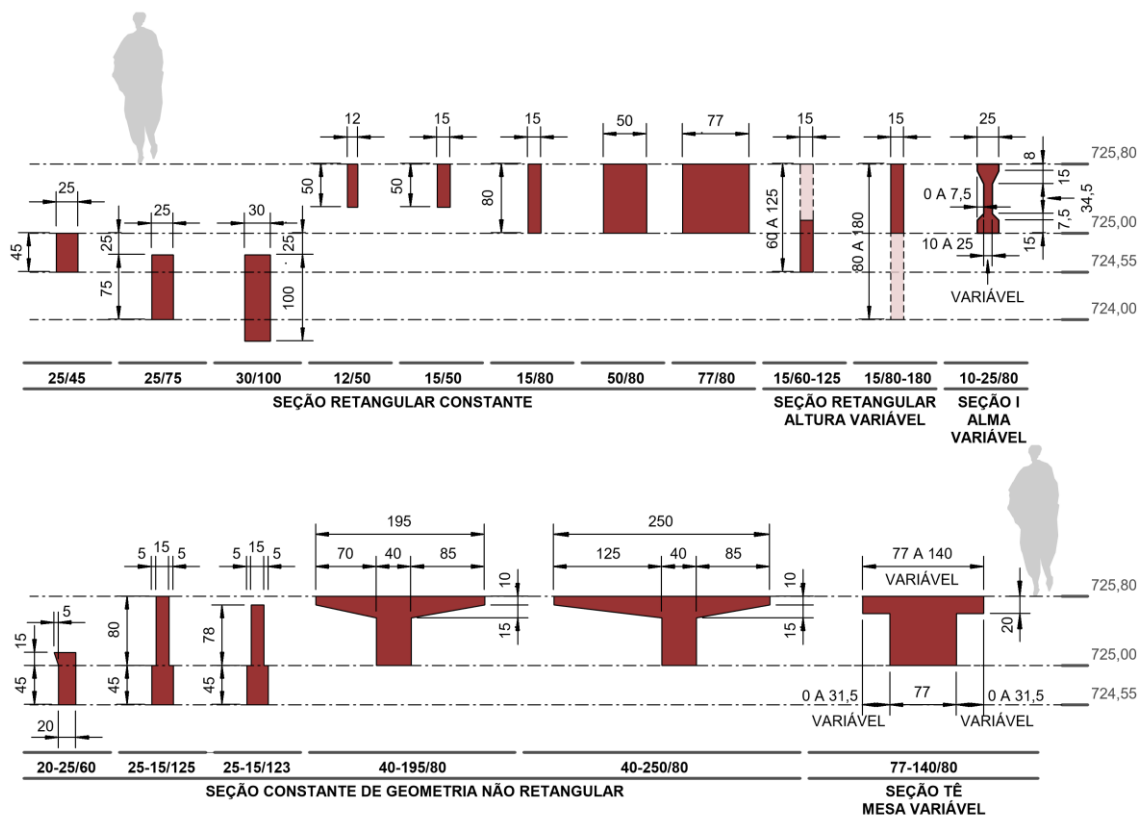 12
15
15
50
77
15
15
25
725,80
8
15
34,5
7,5
15
25
25
30
50
50
80
60 A 125
80 A 180
0 A 7,5
10 A 25
VARIÁVEL
45
25
75
25
100
725,00
724,55
724,00
25/45 25/75 30/100 12/50 15/50 15/80 50/80 77/80 15/60-125 15/80-180 10-25/80
SEÇÃO RETANGULAR CONSTANTE
SEÇÃO RETANGULAR
ALTURA VARIÁVEL
SEÇÃO I
ALMA
VARIÁVEL
195
250
5 15 5
5 15 5
70 40 85
125 40 85
77 A 140
VARIÁVEL
10
15
10
15
20
725,80
5
15
80
78
45
45
45
20
725,00
0 A 31,5
VARIÁVEL
77
0 A 31,5
VARIÁVEL
724,55
20-25/60 25-15/125 25-15/123 40-195/80 40-250/80 77-140/80
SEÇÃO CONSTANTE DE GEOMETRIA NÃO RETANGULAR
SEÇÃO TÊ
MESA VARIÁVEL